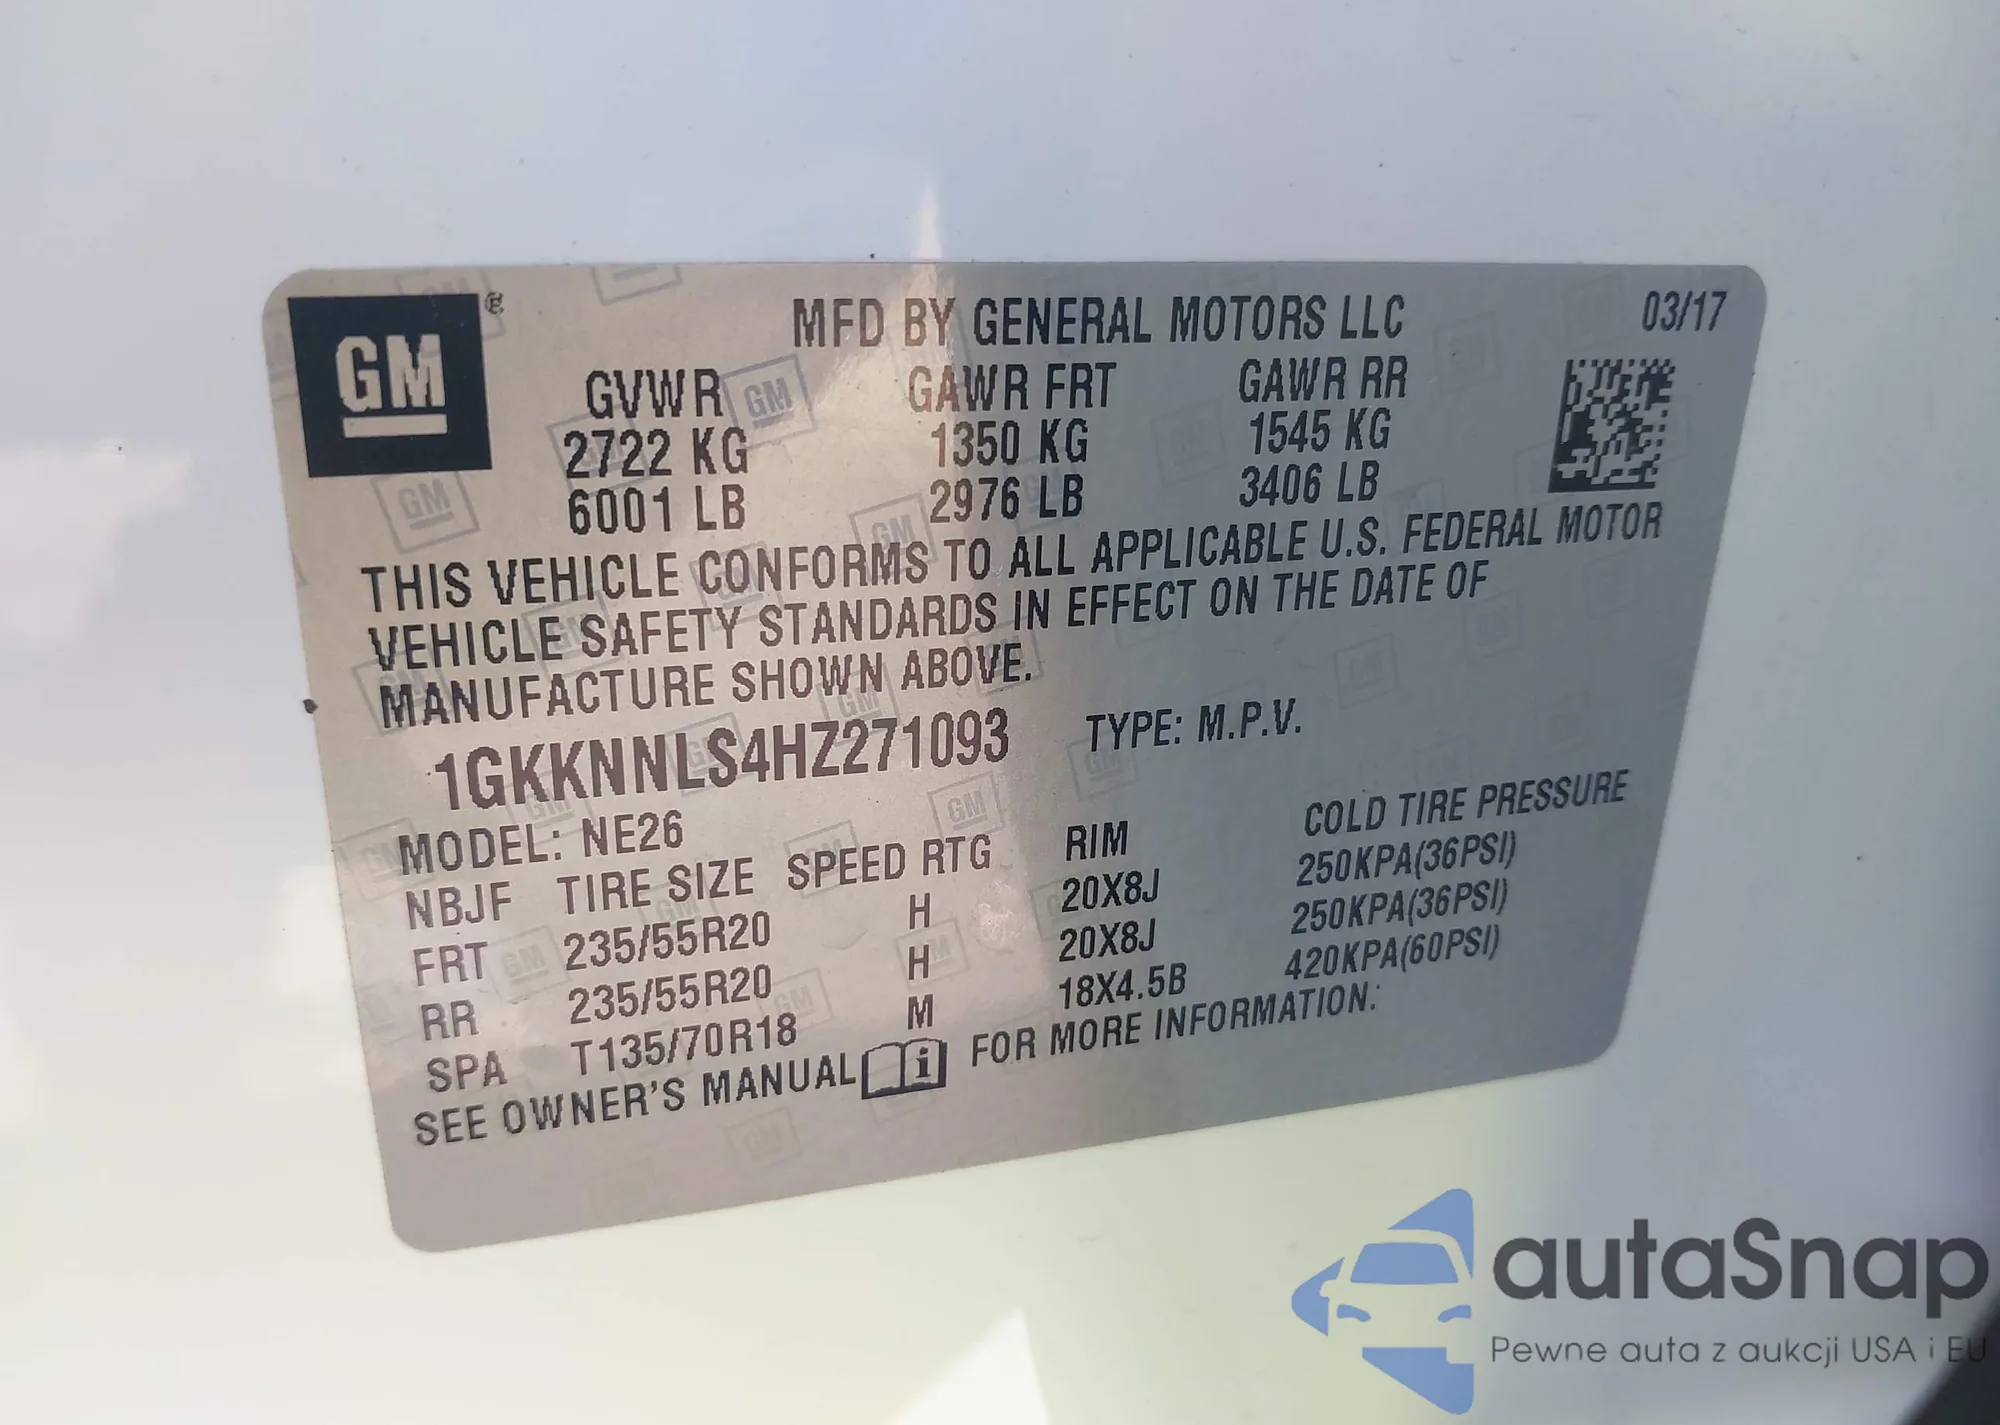 GM
MFD BY GENERAL MOTORS LLC 03/17
GVWR GAWR FRT GAWR RR
2722 KG 1350 KG 1545 KG
6001 LB 2976 LB 3406 LB
THIS VEHICLE CONFORMS TO ALL APPLICABLE U.S. FEDERAL MOTOR
VEHICLE SAFETY STANDARDS IN EFFECT ON THE DATE OF
MANUFACTURE SHOWN ABOVE.
1GKKNNLS4HZ271093 TYPE: M.P.V.
MODEL: NE26
NBJF TIRE SIZE SPEED RTG RIM COLD TIRE PRESSURE
FRT 235/55R20 H 20X8J 250KPA(36PSI)
RR 235/55R20 H 20X8J 250KPA(36PSI)
SPA T135/70R18 M 18X4.5B 420KPA(60PSI)
SEE OWNER'S MANUAL i FOR MORE INFORMATION.
autaSnap
Pewne auta z aukcji USA i EU